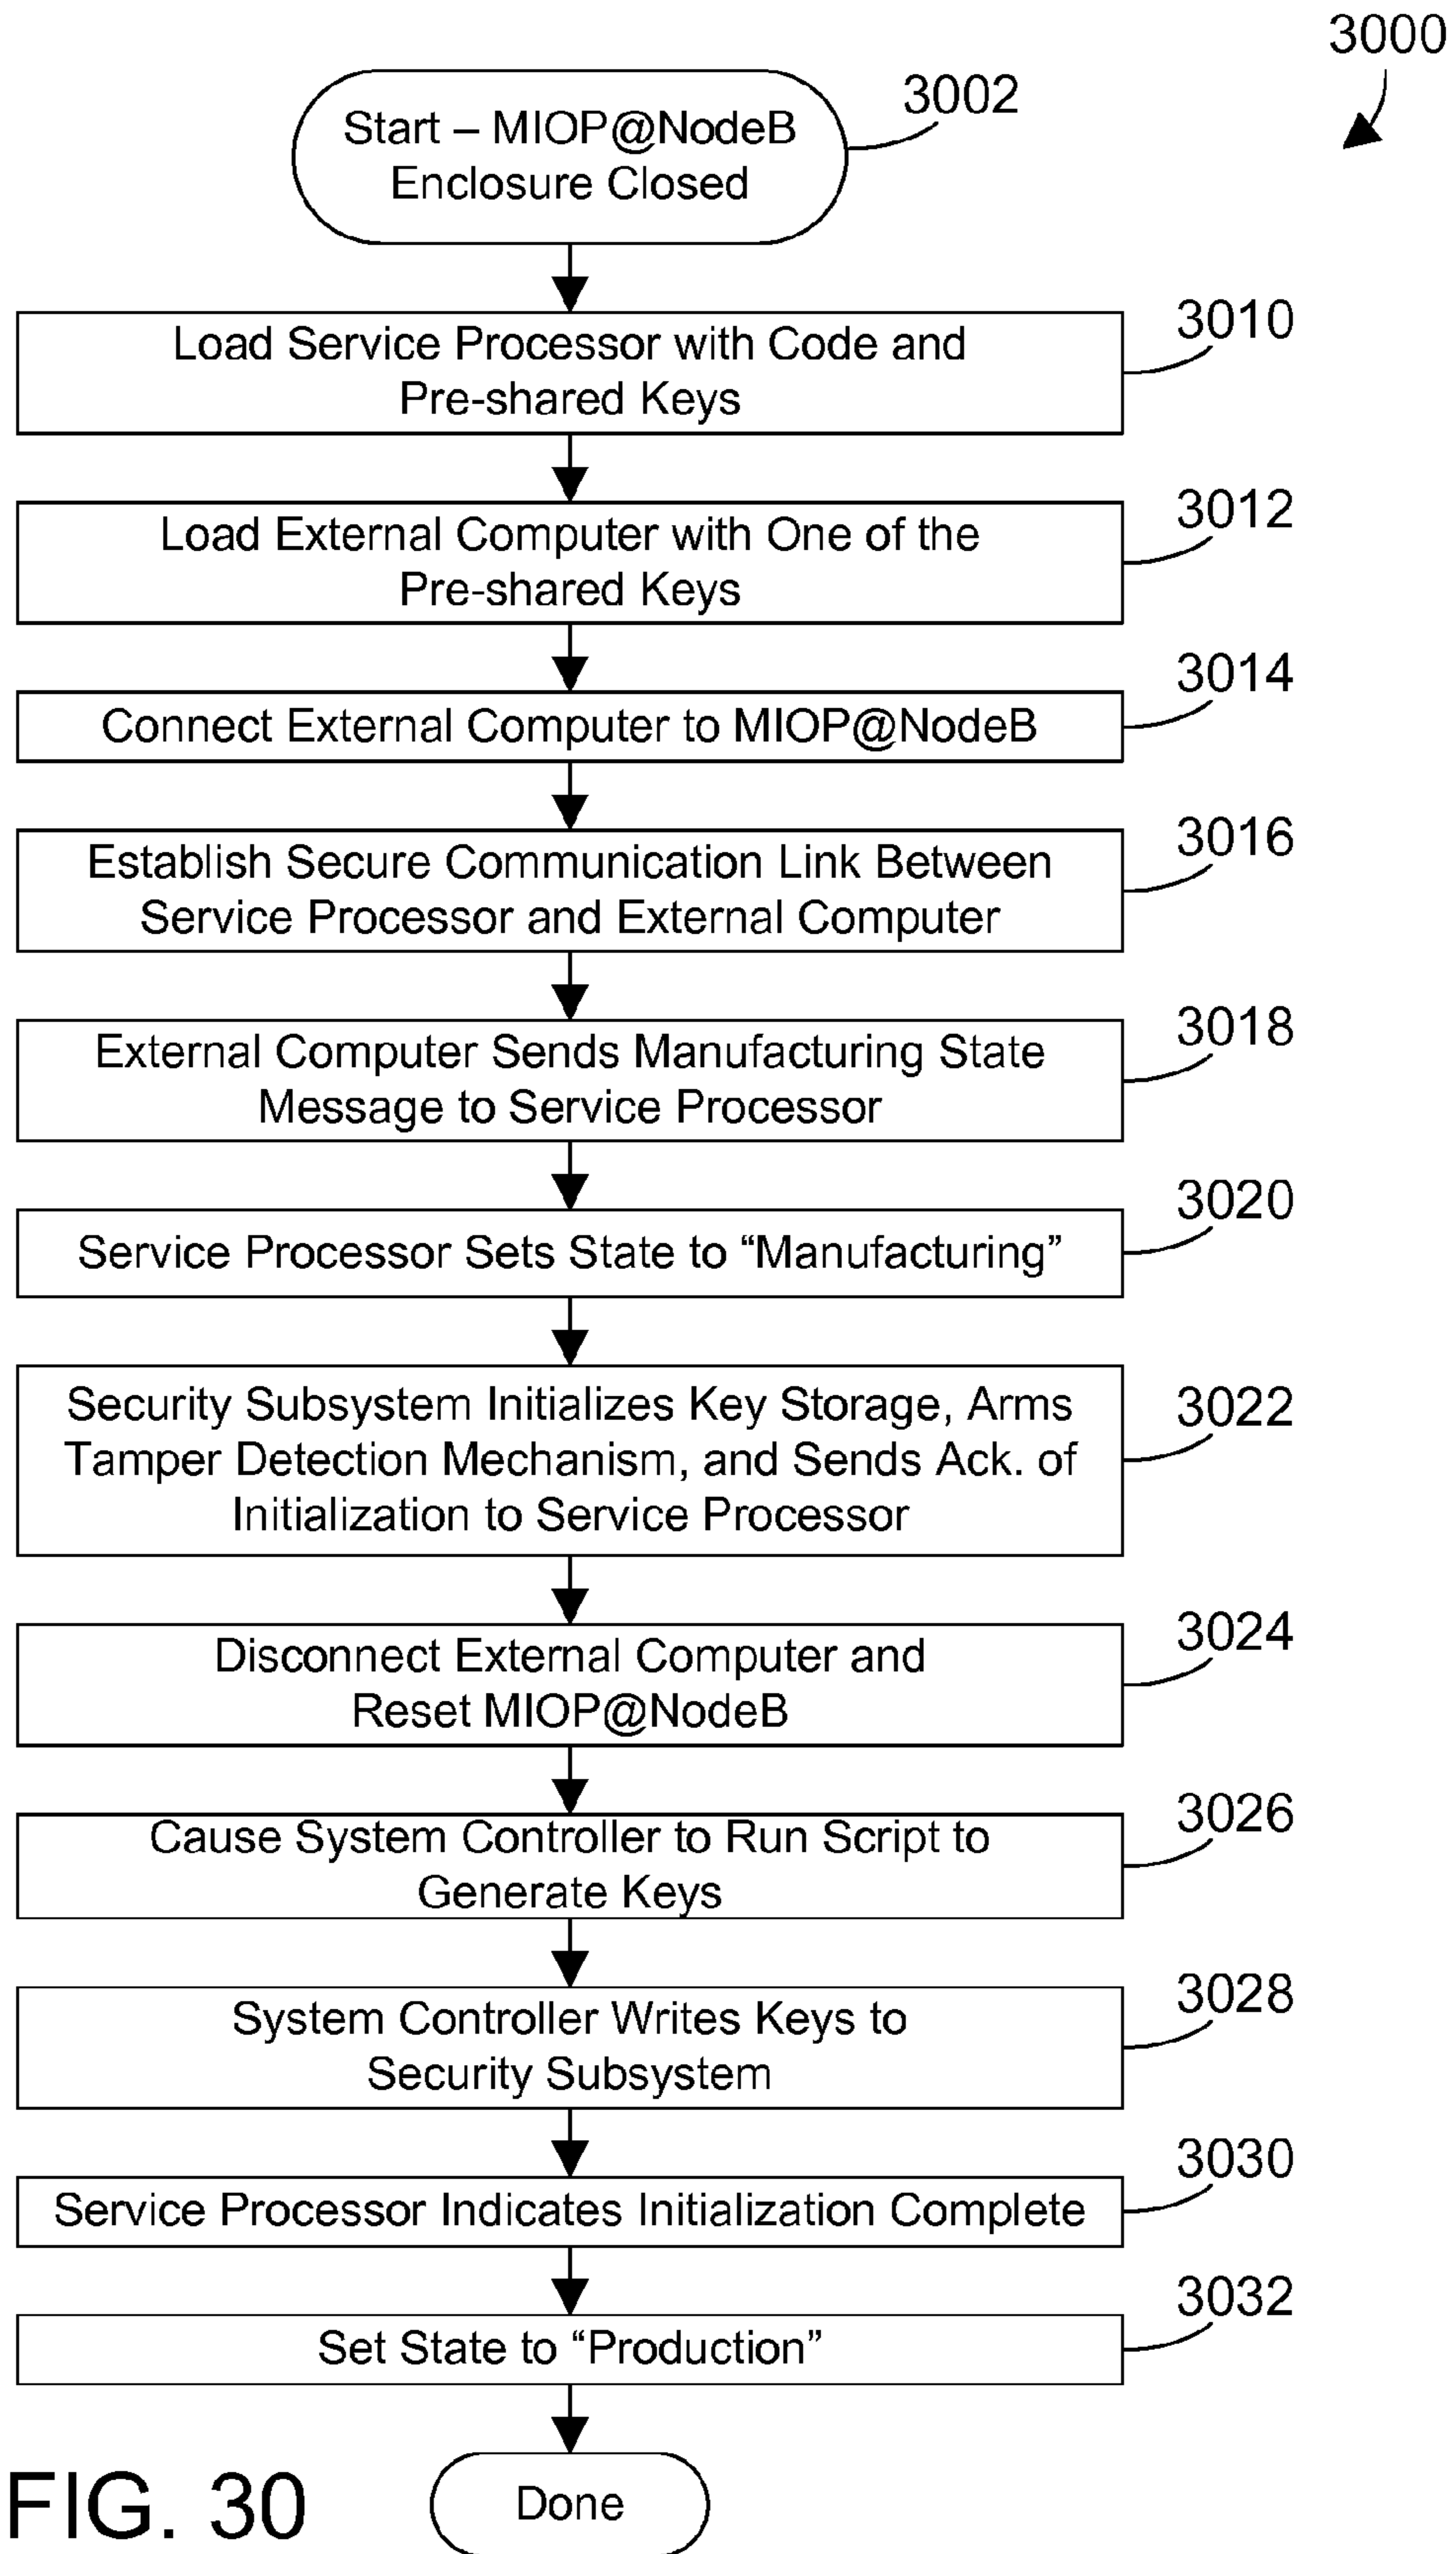 3000
Start – MIOP@NodeB
Enclosure Closed
3002
Load Service Processor with Code and
Pre-shared Keys
3010
Load External Computer with One of the
Pre-shared Keys
3012
Connect External Computer to MIOP@NodeB
3014
Establish Secure Communication Link Between
Service Processor and External Computer
3016
External Computer Sends Manufacturing State
Message to Service Processor
3018
Service Processor Sets State to “Manufacturing”
3020
Security Subsystem Initializes Key Storage, Arms
Tamper Detection Mechanism, and Sends Ack. of
Initialization to Service Processor
3022
Disconnect External Computer and
Reset MIOP@NodeB
3024
Cause System Controller to Run Script to
Generate Keys
3026
System Controller Writes Keys to
Security Subsystem
3028
Service Processor Indicates Initialization Complete
3030
Set State to “Production”
3032
Done
FIG. 30